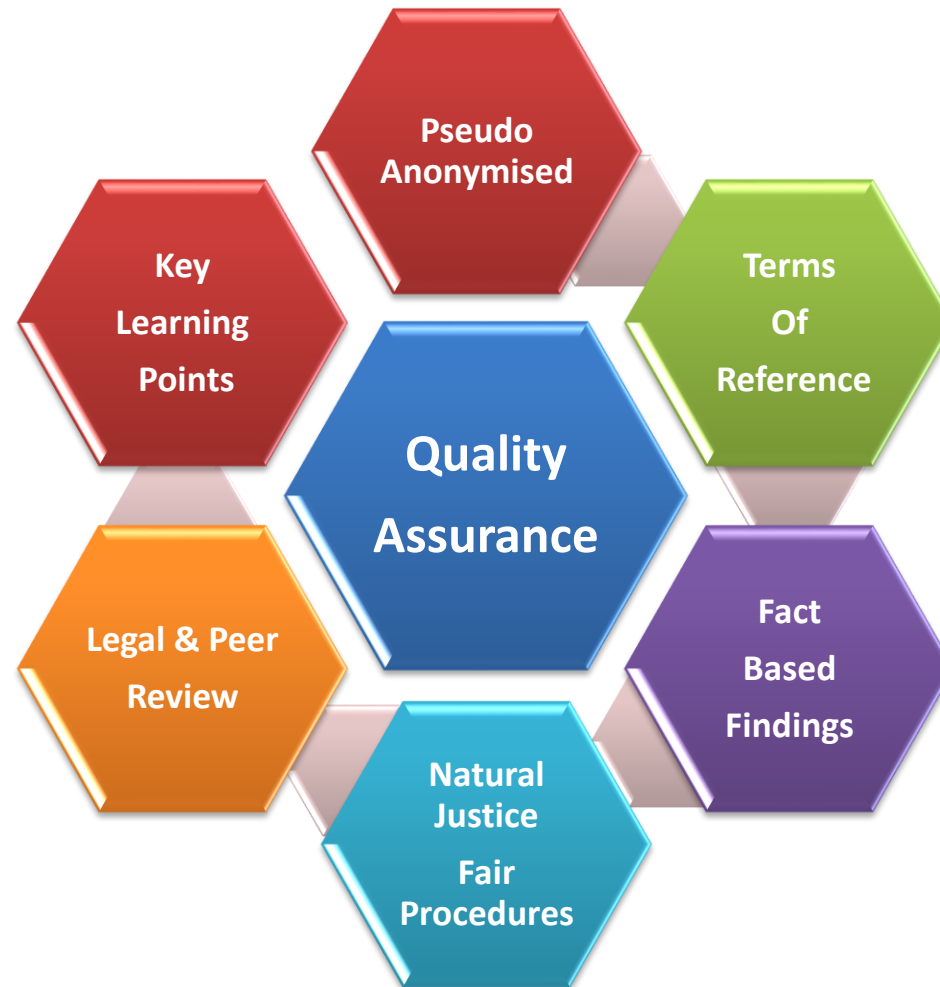 Pseudo
Anonymised
Key
Learning
Points
Terms
Of
Reference
Quality
Assurance
Legal & Peer
Review
Fact
Based
Findings
Natural
Justice
Fair
Procedures